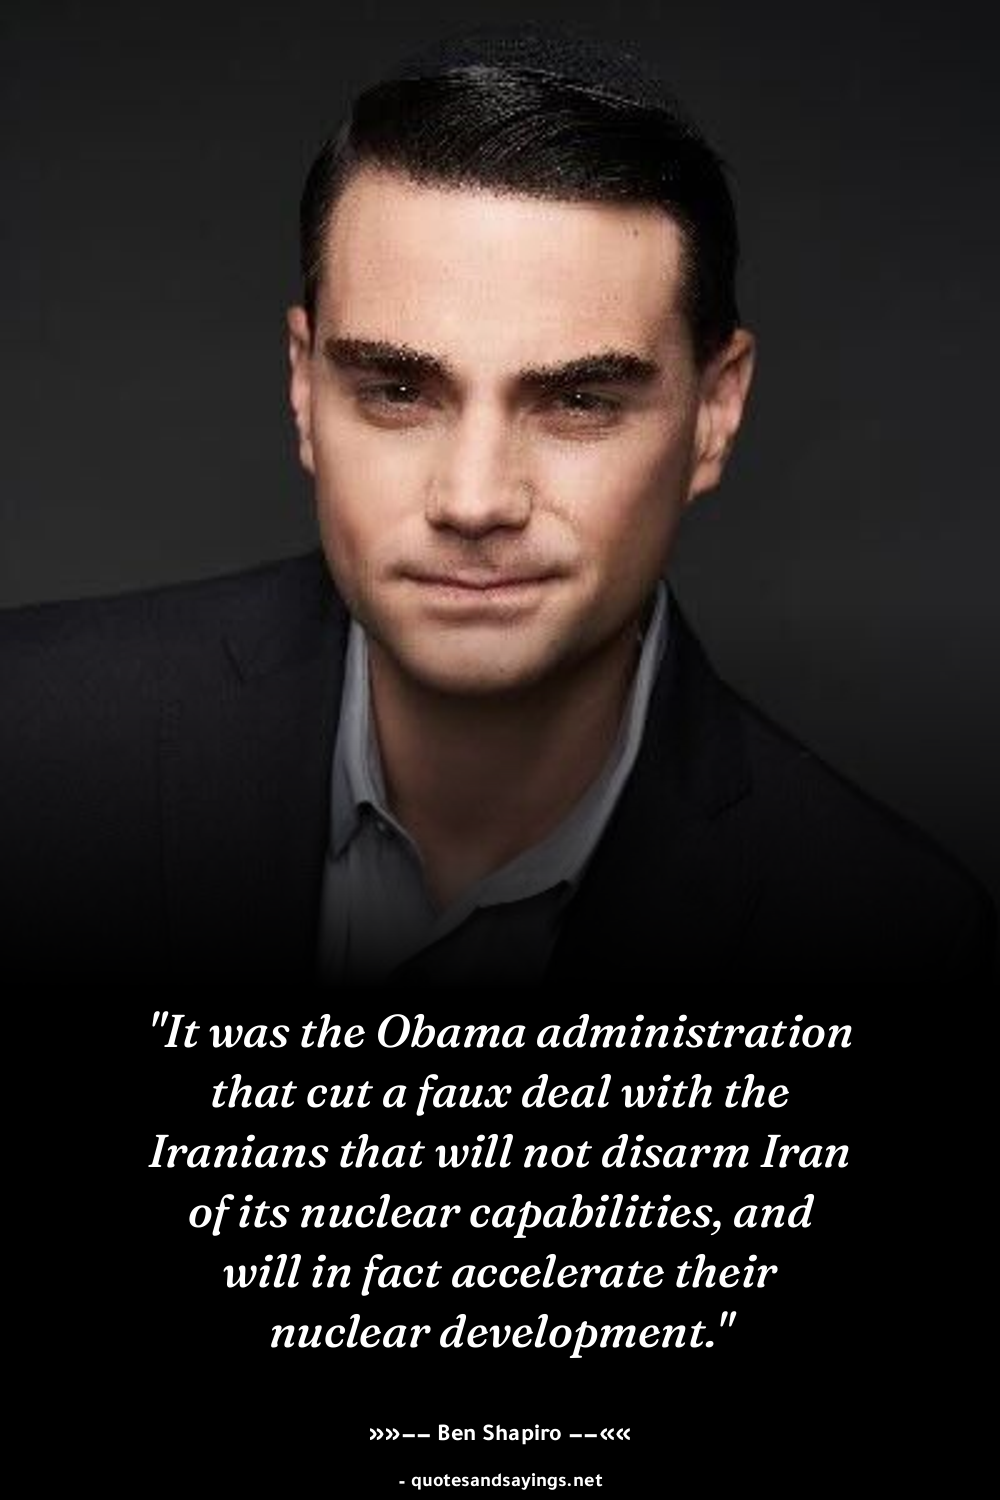 "It was the Obama administration
that cut a faux deal with the
Iranians that will not disarm Iran
of its nuclear capabilities, and
will in fact accelerate their
nuclear development."
»»−− Ben Shapiro −−««
- quotesandsayings.net